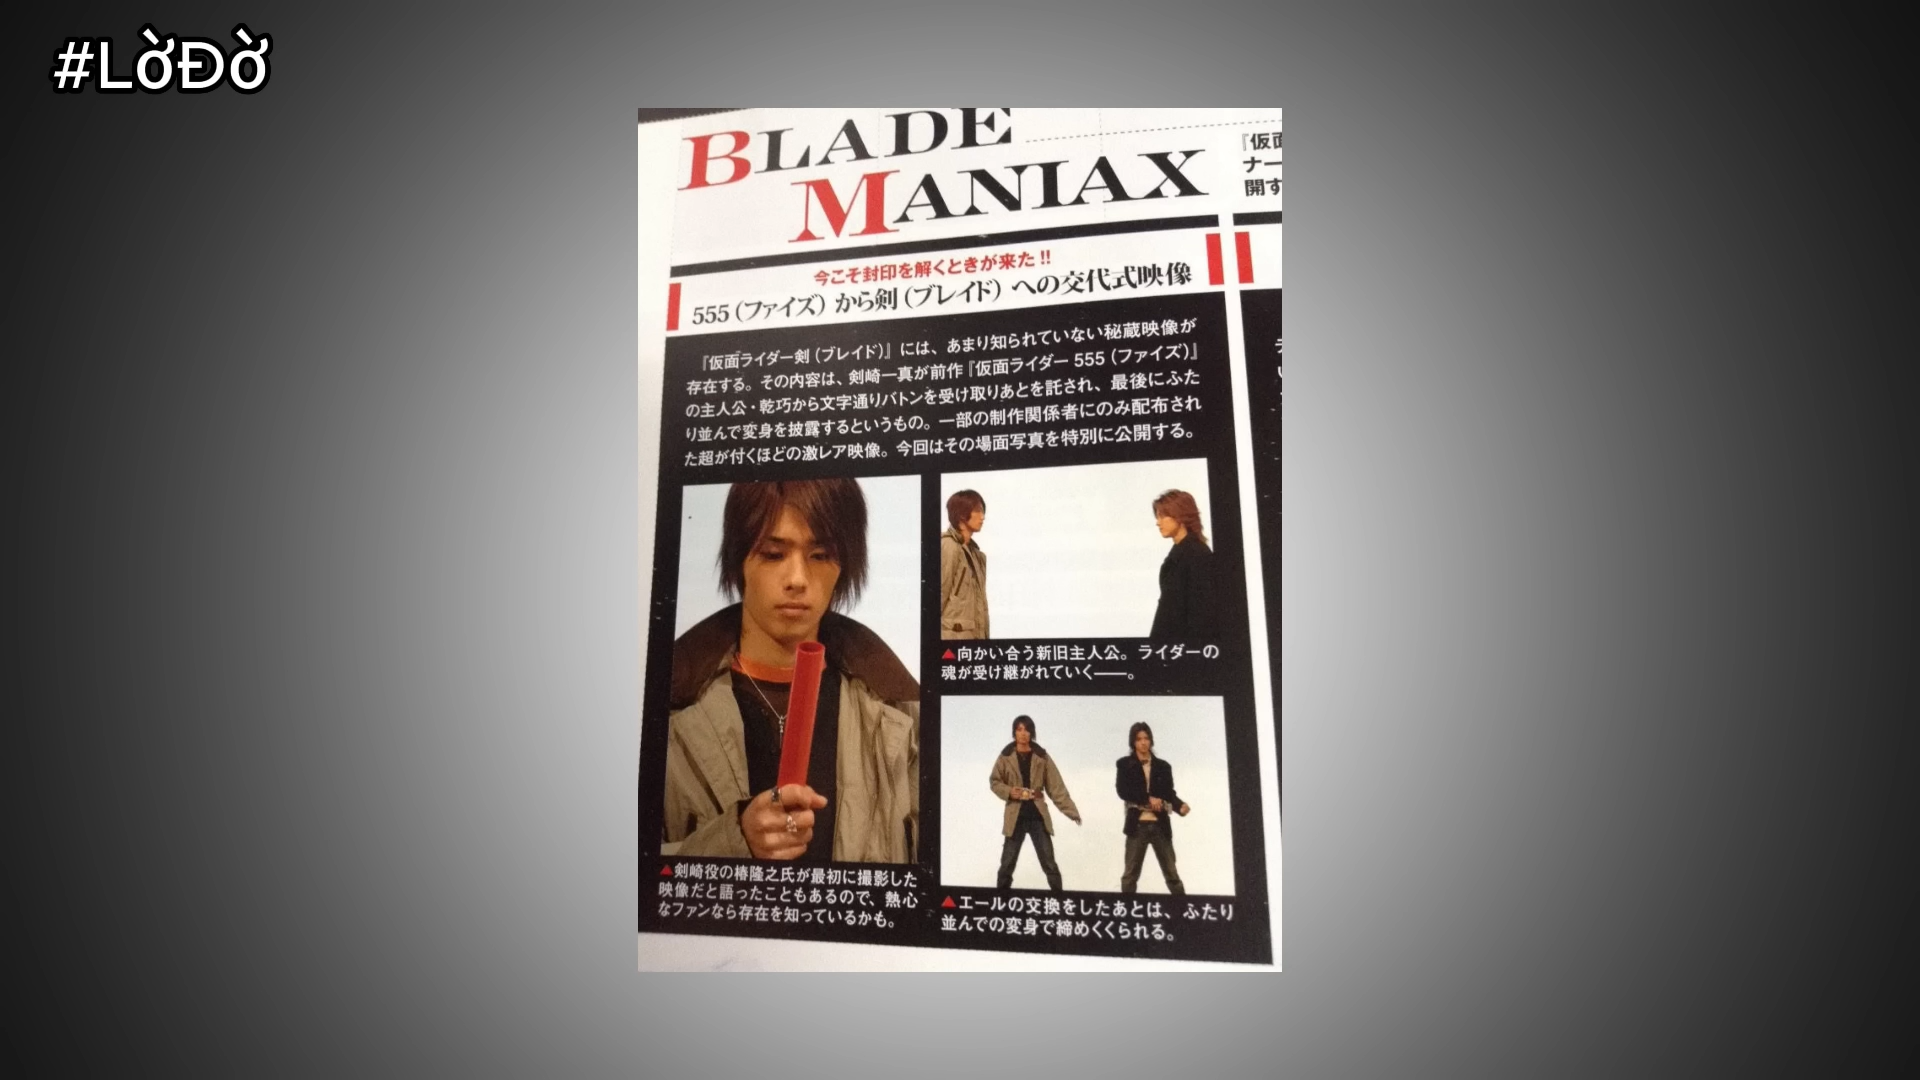 #LờĐờ
BLADE
MANIAX
今こそ封印を解くときが来た!!
555(ファイズ)から剣(ブレイド)への交代式映像
『仮面ライダー剣(ブレイド)』には、あまり知られていない秘蔵映像が
存在する。その内容は、剣崎一真が前作『仮面ライダー555(ファイズ)』
の主人公・乾巧から文字通りバトンを受け取りあとを託され、最後にふた
り並んで変身を披露するというもの。一部の制作関係者にのみ配布され
た超が付くほどの激レア映像。今回はその場面写真を特別に公開する。
▲向かい合う新旧主人公。ライダーの
魂が受け継がれていく――。
▲剣崎役の椿隆之氏が最初に撮影した
映像だと語ったこともあるので、熱心
なファンなら存在を知っているかも。
▲エールの交換をしたあとは、ふたり
並んでの変身で締めくくられる。
『仮面
ナー
開す